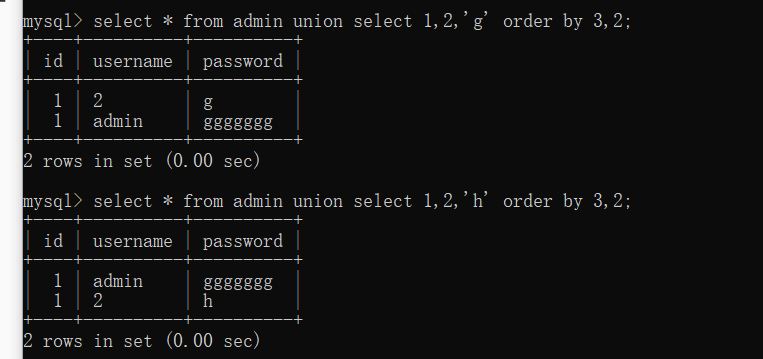 mysql> select * from admin union select 1,2,'g' order by 3,2;
+----+----------+----------+
| id | username | password |
+----+----------+----------+
| 1 | 2 | g |
| 1 | admin | ggggggg |
+----+----------+----------+
2 rows in set (0.00 sec)
mysql> select * from admin union select 1,2,'h' order by 3,2;
+----+----------+----------+
| id | username | password |
+----+----------+----------+
| 1 | admin | ggggggg |
| 1 | 2 | h |
+----+----------+----------+
2 rows in set (0.00 sec)